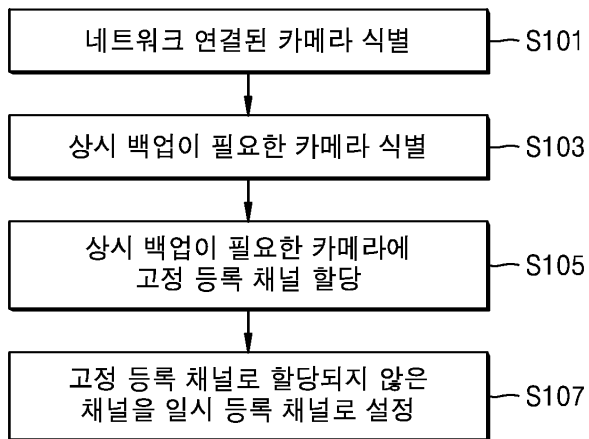 네트워크 연결된 카메라 식별
S101
상시 백업이 필요한 카메라 식별
S103
상시 백업이 필요한 카메라에
고정 등록 채널 할당
S105
고정 등록 채널로 할당되지 않은
채널을 일시 등록 채널로 설정
S107